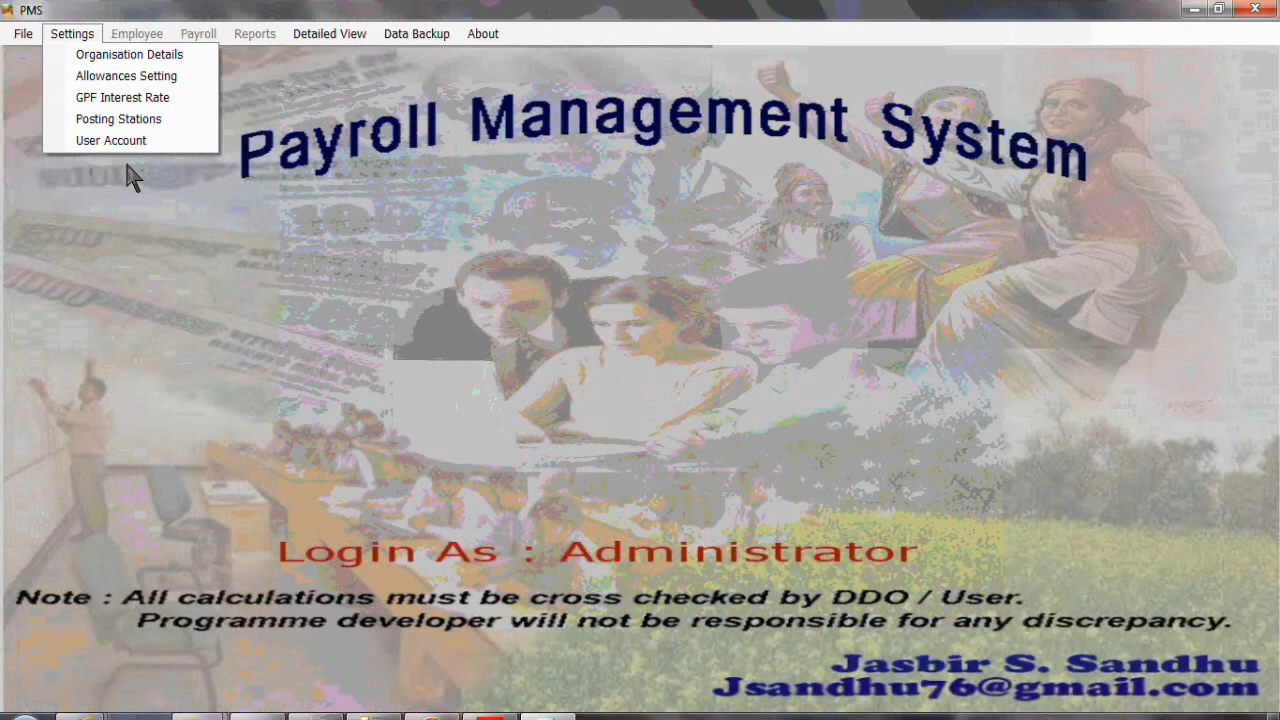 PMS
File Settings Employee Payroll Reports Detailed View Data Backup About
Organisation Details
Allowances Setting
GPF Interest Rate
Posting Stations
User Account
Payroll Management System
Login As : Administrator
Note : All calculations must be cross checked by DDO / User.
Programme developer will not be responsible for any discrepancy.
Jasbir S. Sandhu
Jsandhu76@gmail.com